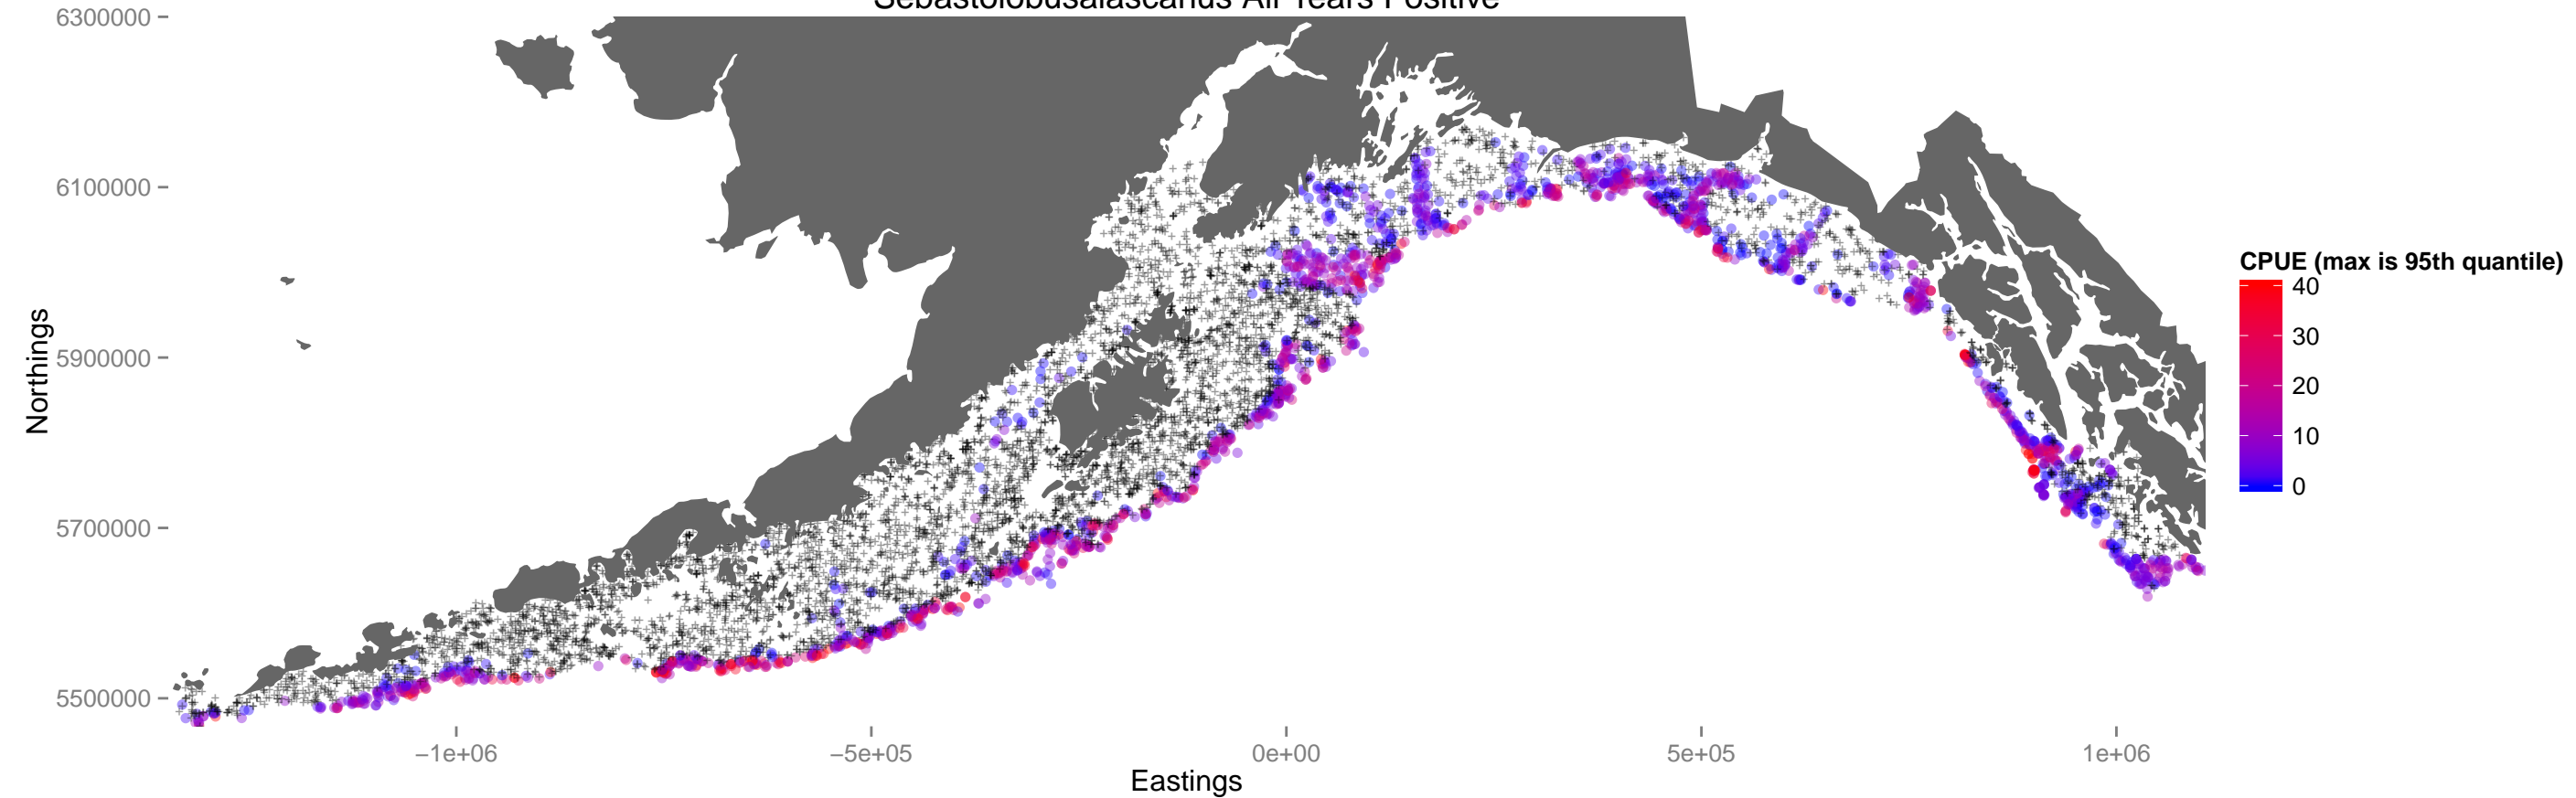 Sebastolobusalascanus All Years Positive
6300000
6100000
5900000
5700000
5500000
Northings
−1e+06
−5e+05
0e+00
5e+05
1e+06
Eastings
CPUE (max is 95th quantile)
40
30
20
10
0